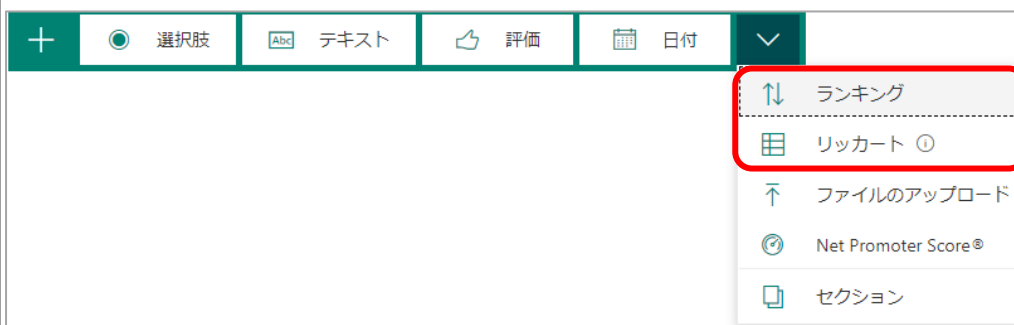 選択肢 Abc テキスト 評価 日付
ランキング
リッカート
ファイルのアップロード
Net Promoter Score®
セクション